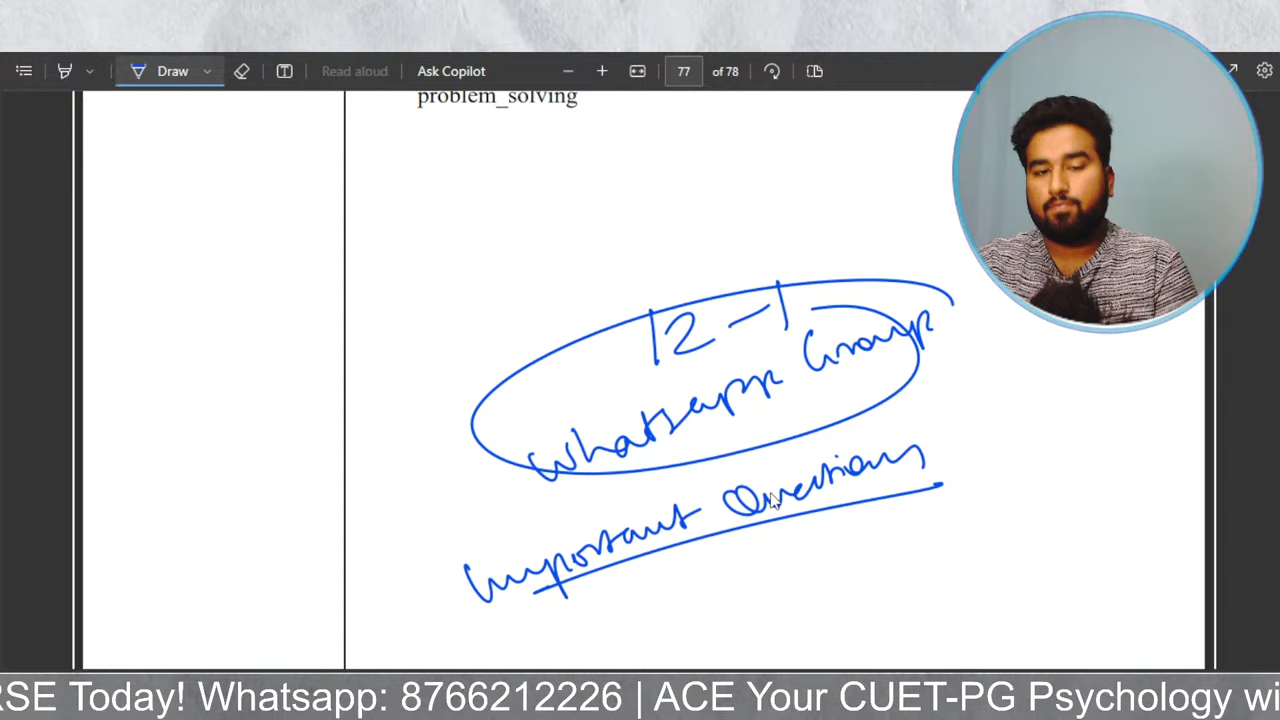 Draw
Read aloud
Ask Copilot
77 of 78
problem_solving
12-1
Whatsapp Group
Important Questions
RSE Today! Whatsapp: 8766212226 | ACE Your CUET-PG Psychology wi